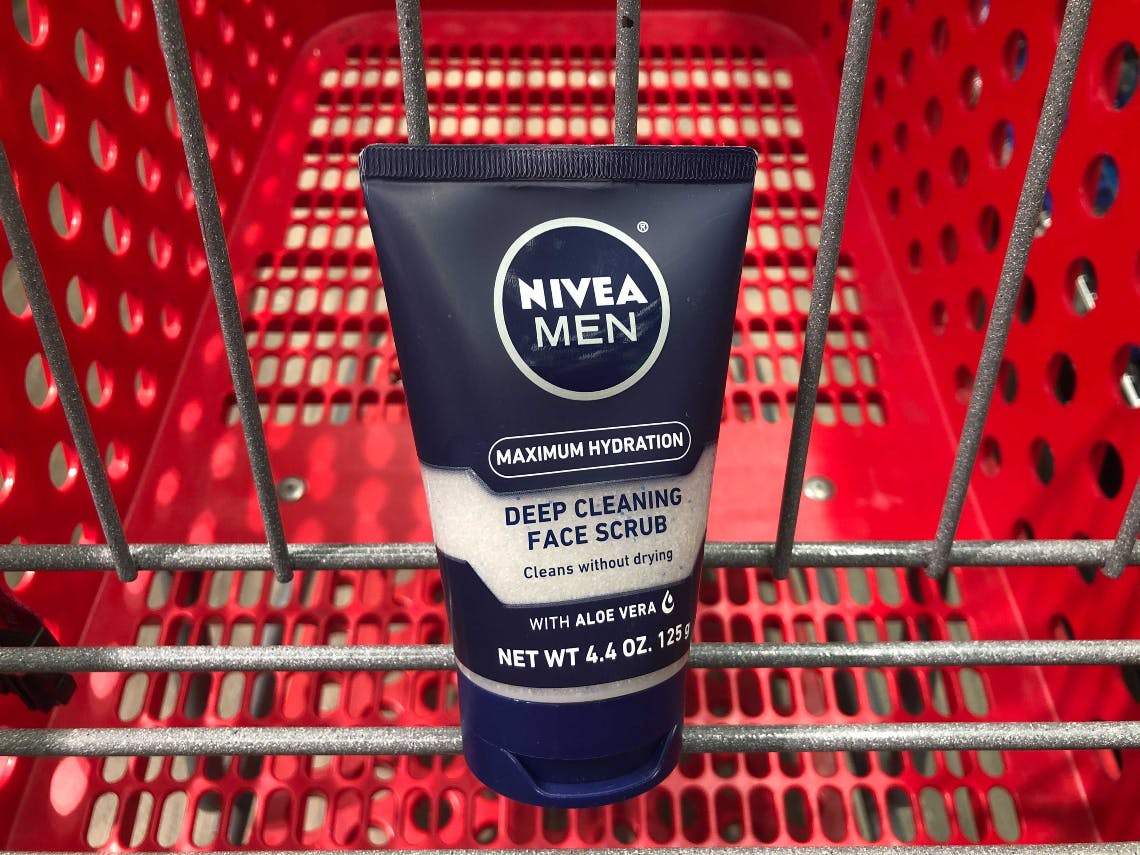 ®
NIVEA
MEN
MAXIMUM HYDRATION
DEEP CLEANING
FACE SCRUB
Cleans without drying
WITH ALOE VERA
NET WT 4.4 OZ. 125 g